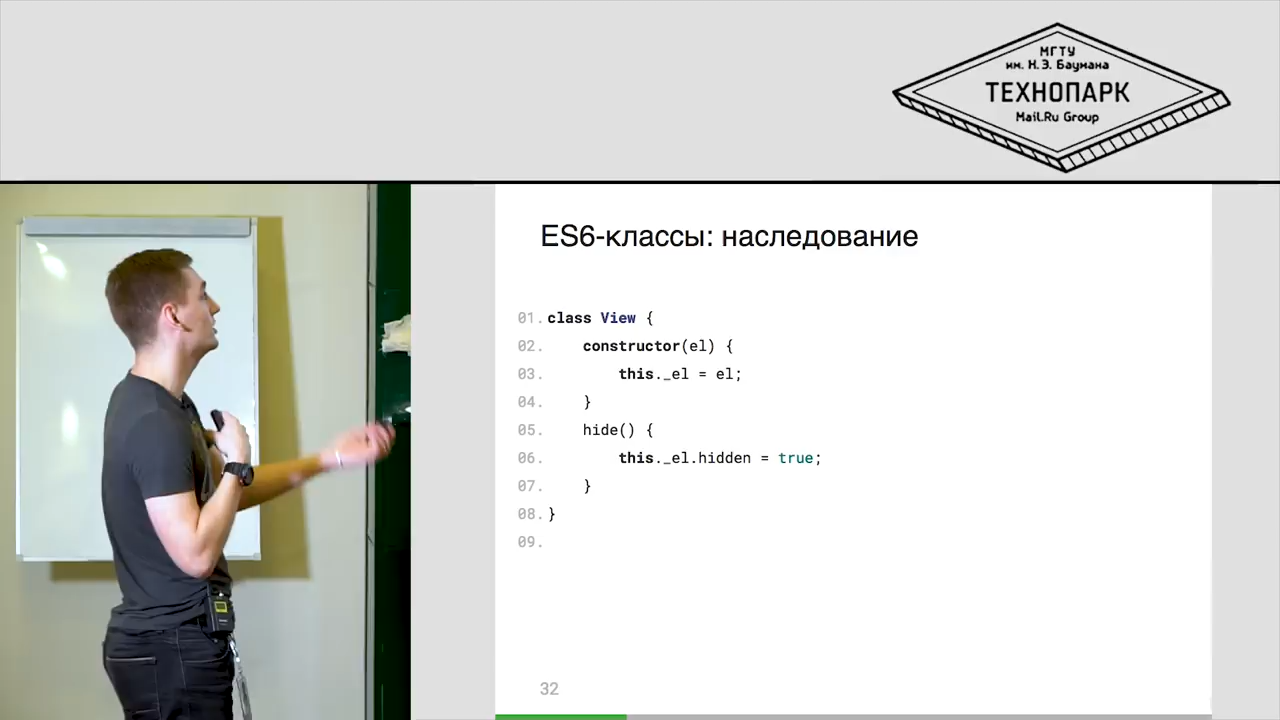 МГТУ
им. Н.Э. Баумана
ТЕХНОПАРК
Mail.Ru Group
ES6-классы: наследование
01. class View {
02. constructor(el) {
03. this._el = el;
04. }
05. hide() {
06. this._el.hidden = true;
07. }
08. }
09.
32